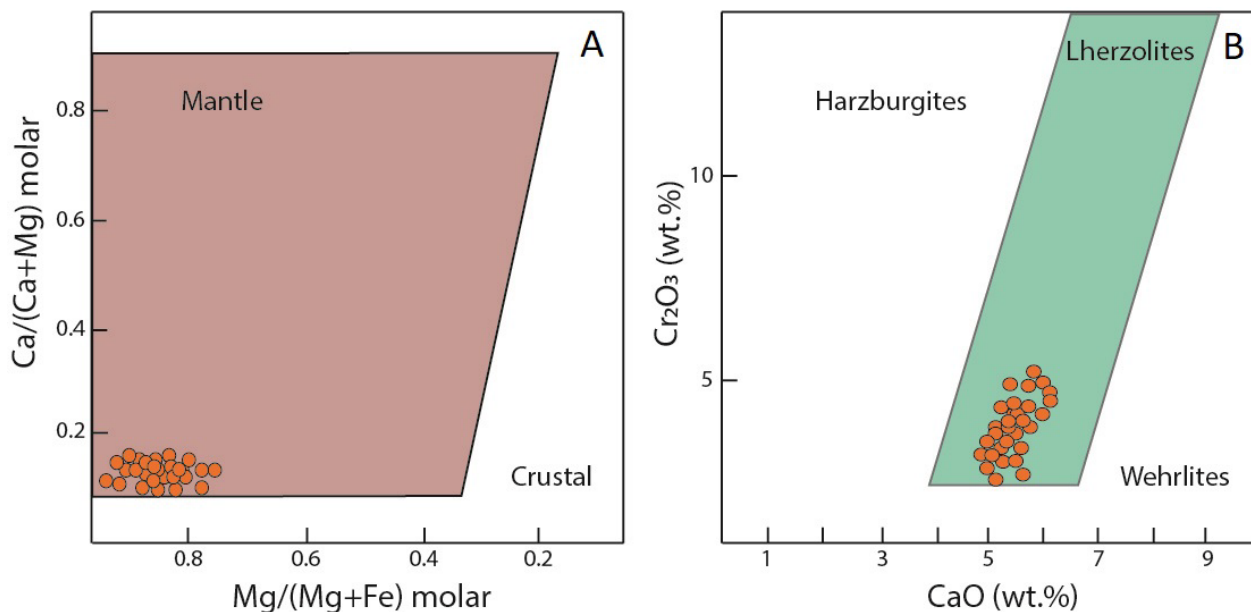 A
Mantle
0.8
0.6
0.4
0.2
Ca/(Ca+Mg) molar
Crustal
0.8 0.6 0.4 0.2
Mg/(Mg+Fe) molar
B
Lherzolites
Harzburgites
10
5
Cr₂O₃ (wt.%)
Wehrlites
1 3 5 7 9
CaO (wt.%)